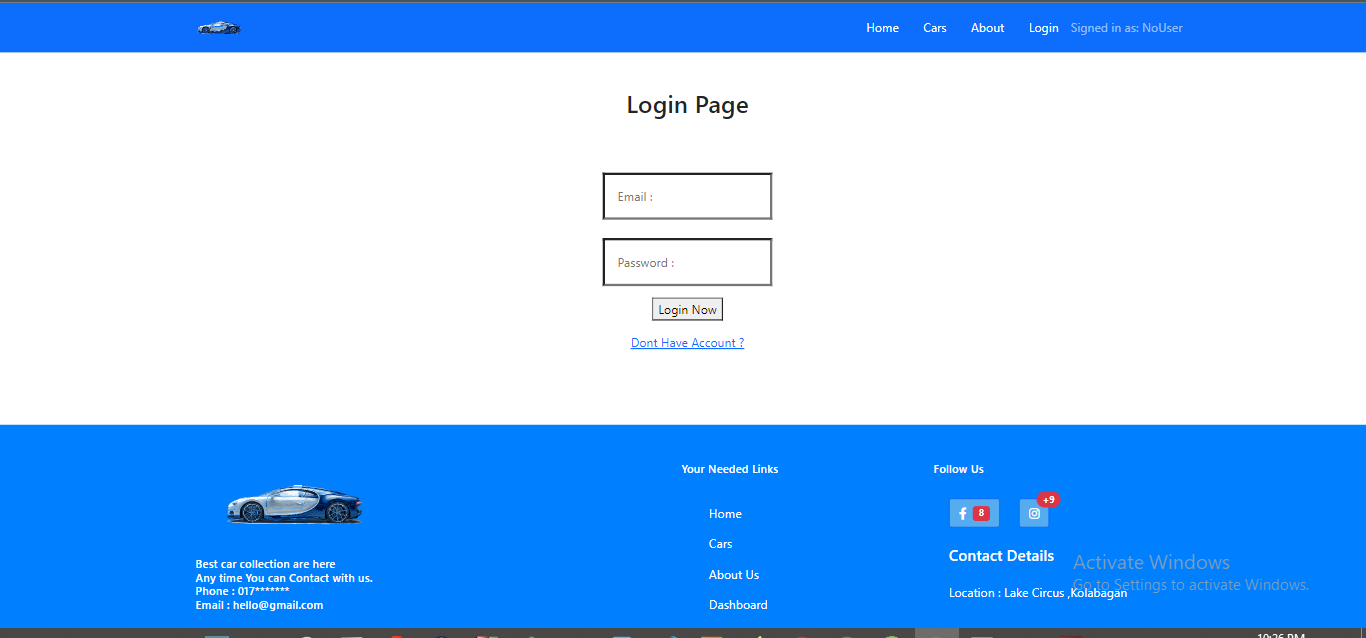 Home Cars About Login Signed in as: NoUser
Login Page
Email :
Password :
Login Now
Dont Have Account ?
Best car collection are here
Any time You can Contact with us.
Phone : 017*******
Email : hello@gmail.com
Your Needed Links
Home
Cars
About Us
Dashboard
Follow Us
8
+9
Contact Details
Location : Lake Circus ,Kolabagan
Activate Windows
Go to Settings to activate Windows.
10:26 PM